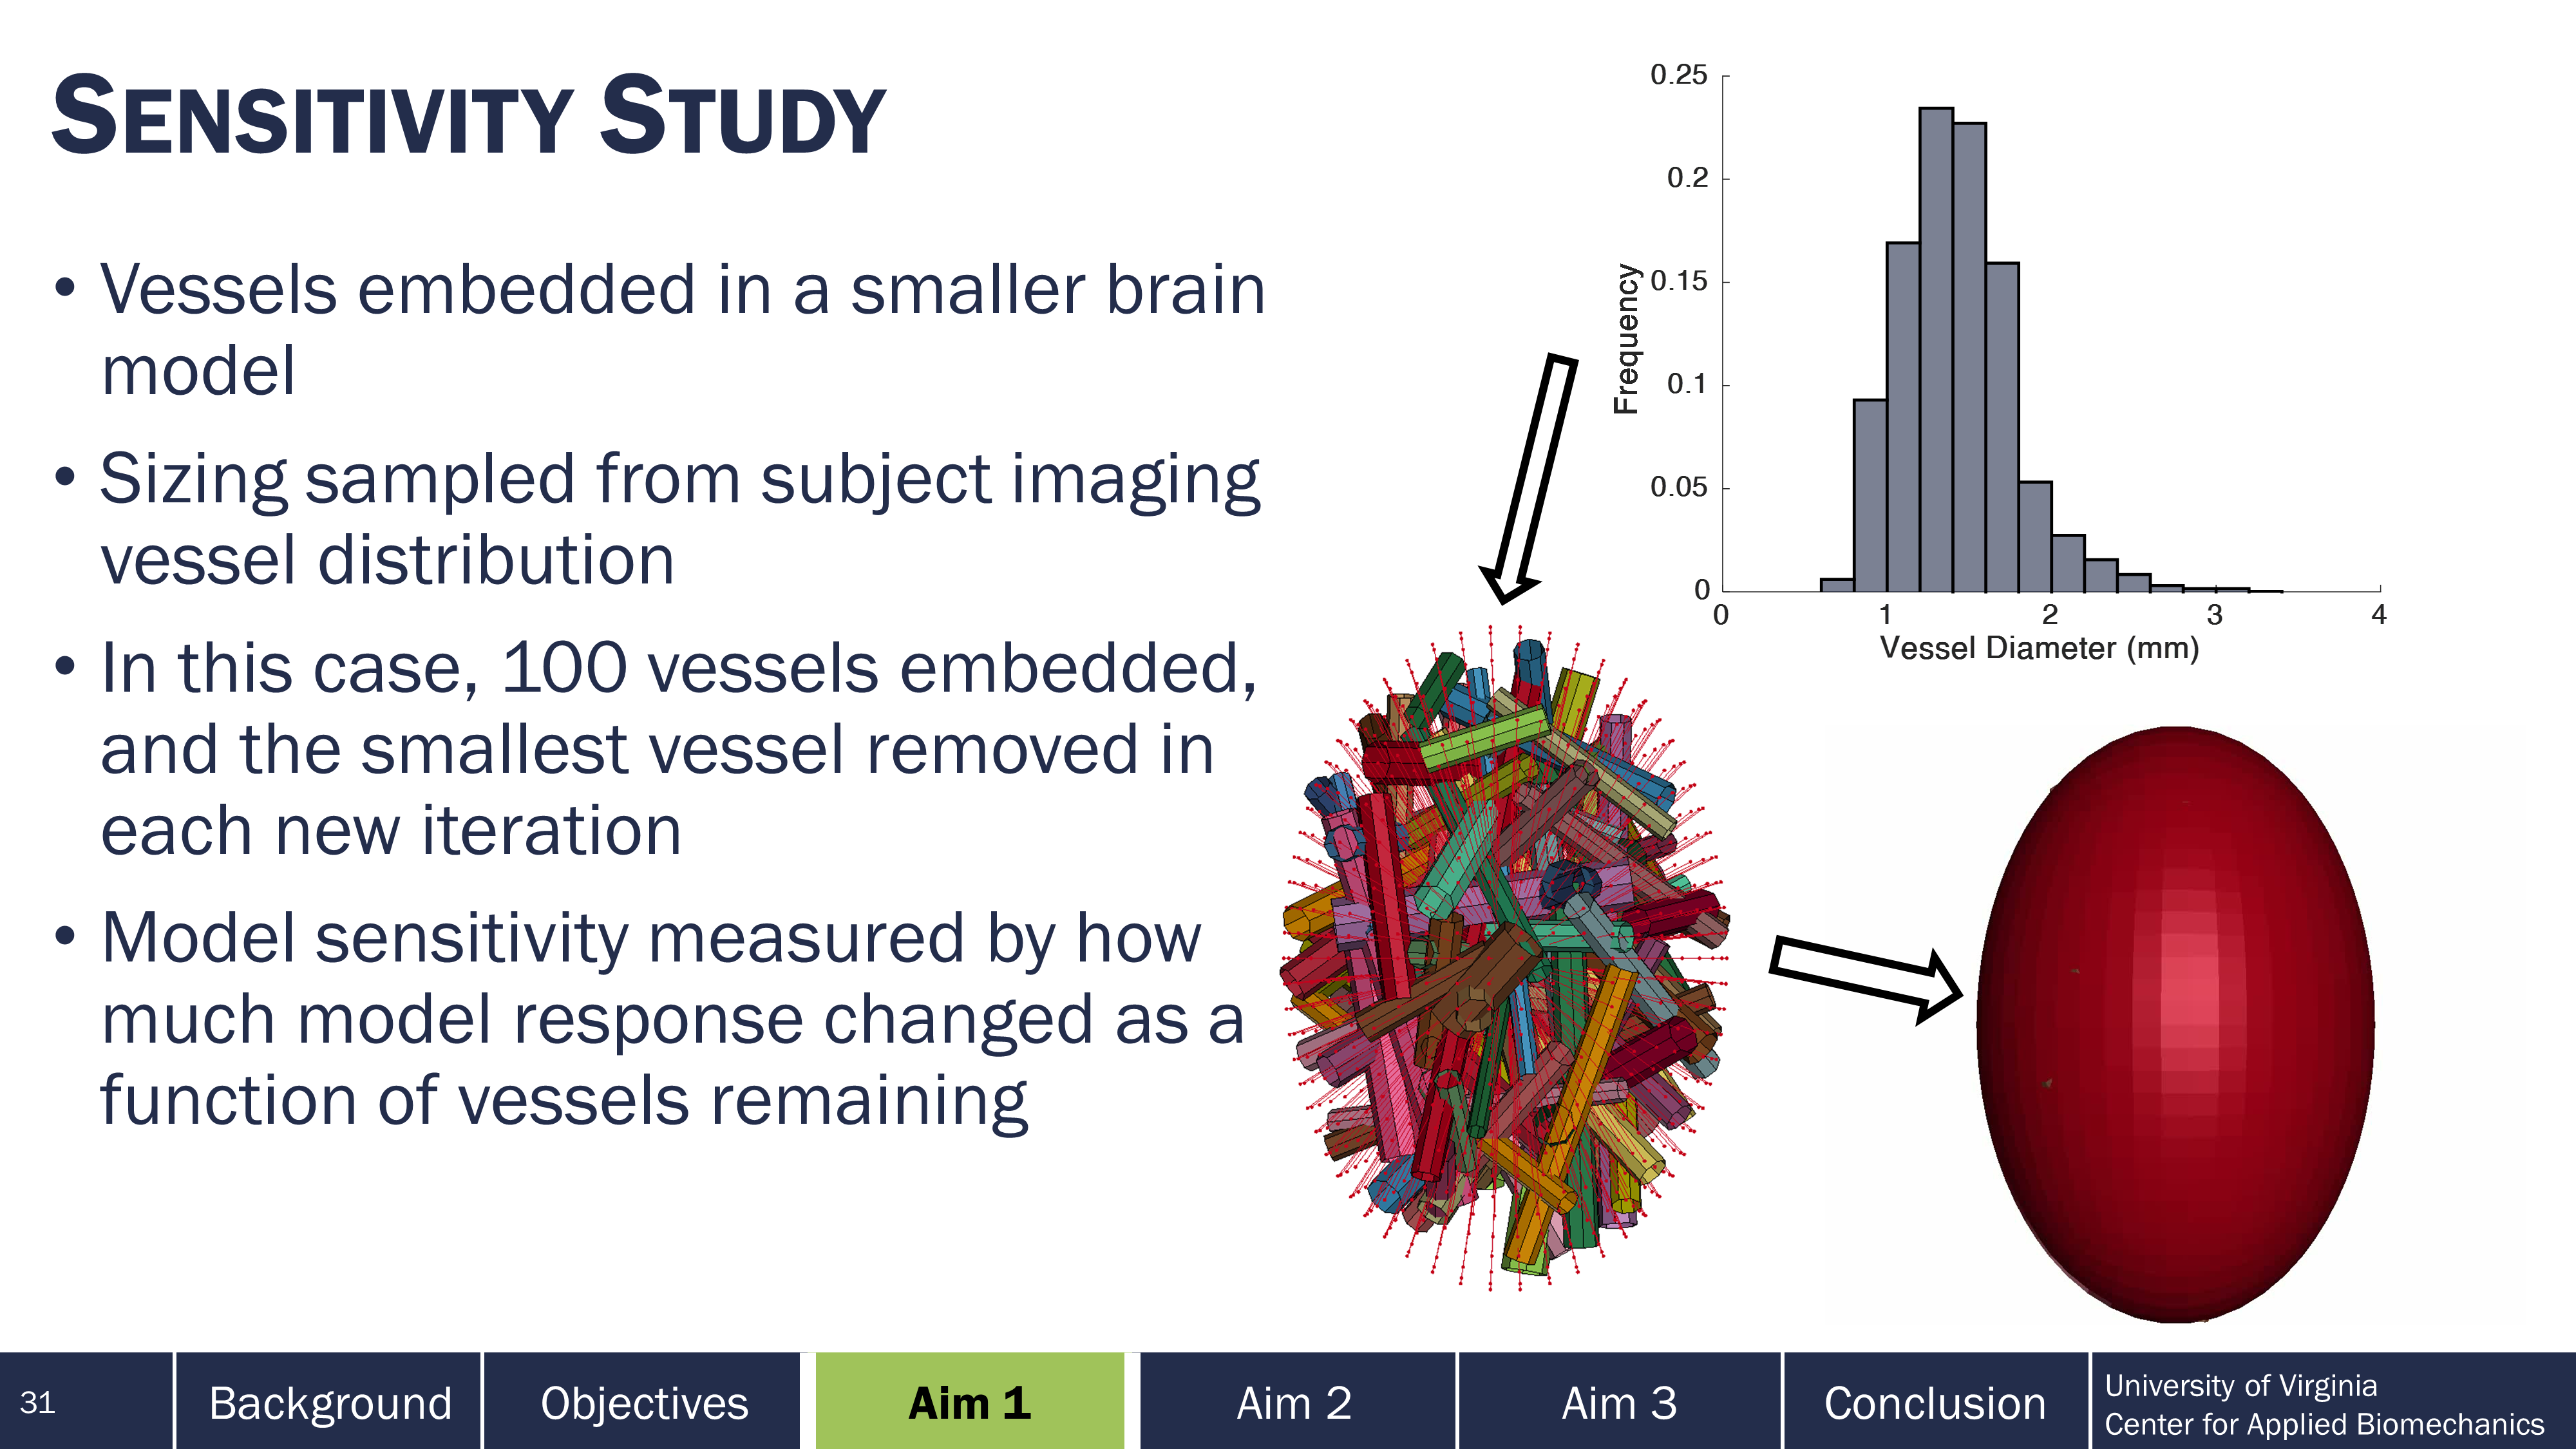 SENSITIVITY STUDY
• Vessels embedded in a smaller brain
model
• Sizing sampled from subject imaging
vessel distribution
• In this case, 100 vessels embedded,
and the smallest vessel removed in
each new iteration
• Model sensitivity measured by how
much model response changed as a
function of vessels remaining
0.25
0.2
0.15
0.1
0.05
0
Frequency
0 1 2 3 4
Vessel Diameter (mm)
31
Background
Objectives
Aim 1
Aim 2
Aim 3
Conclusion
University of Virginia
Center for Applied Biomechanics